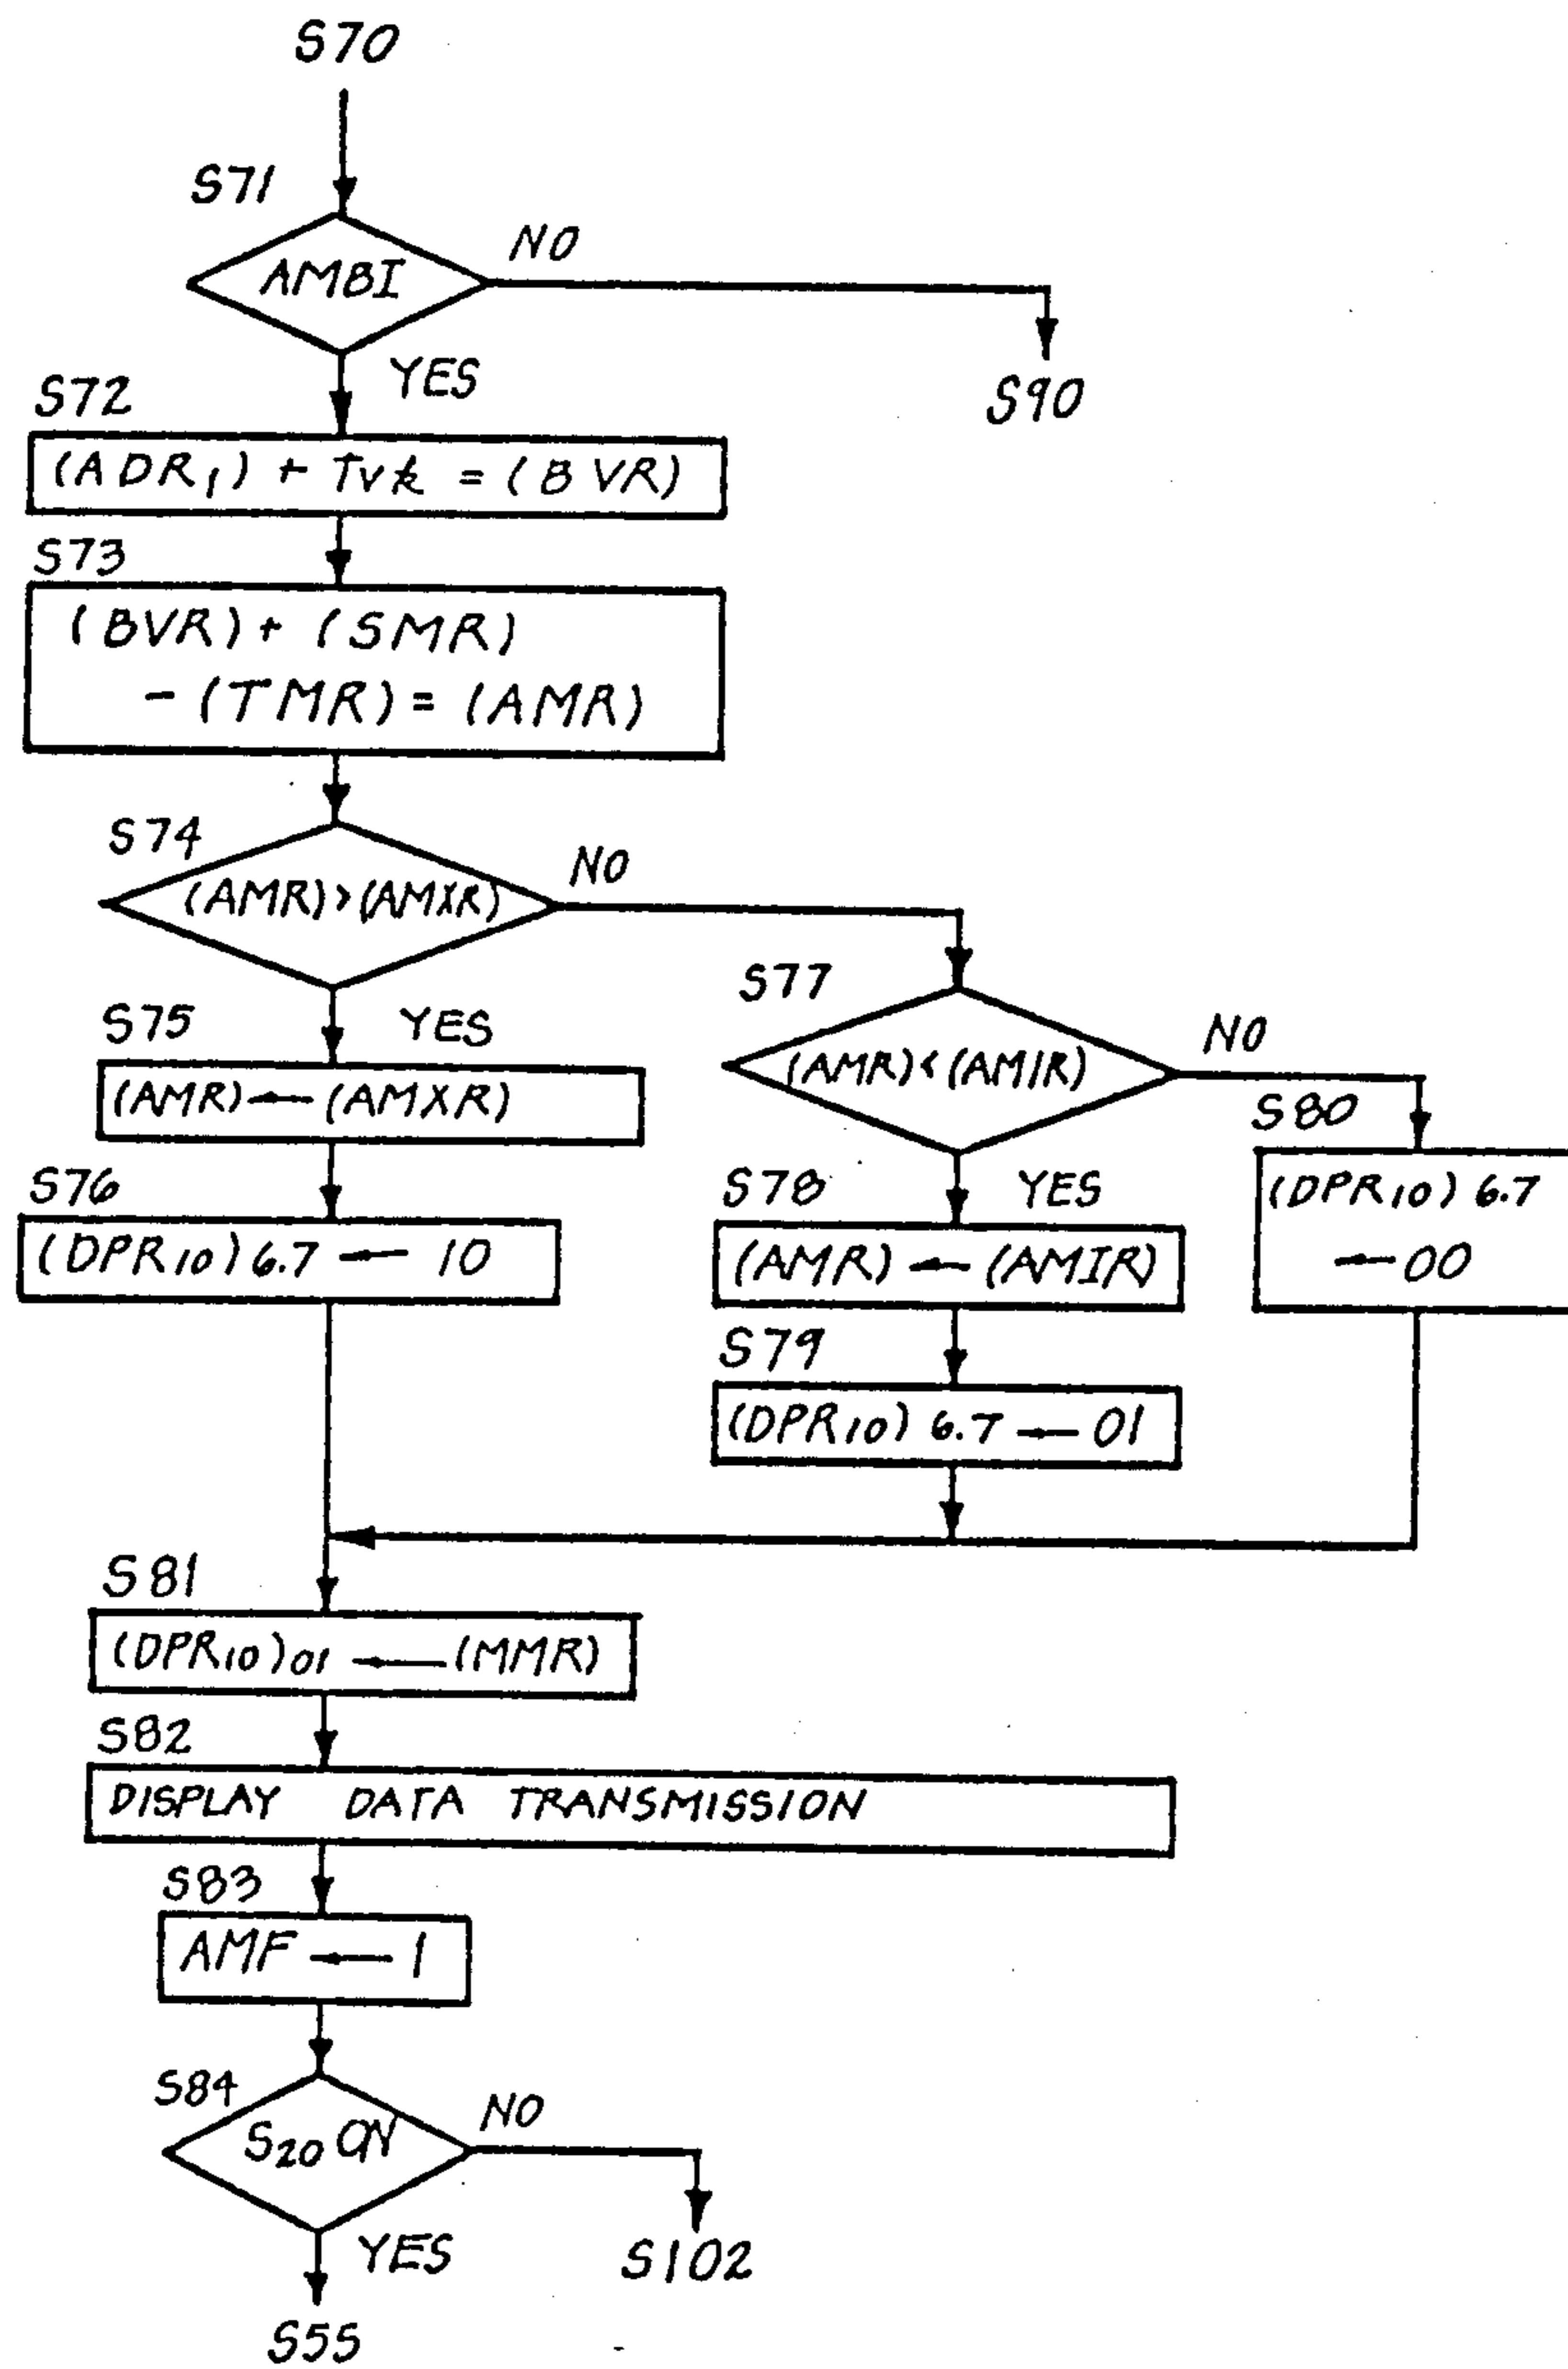 S70
S71
AMBI
NO
YES
S90
S72
(ADR1) + Tvk = (BVR)
S73
(BVR) + (SMR)
- (TMR) = (AMR)
S74
(AMR) > (AMXR)
NO
YES
S75
(AMR) ← (AMXR)
S76
(DPR10) 6.7 ← 10
S77
(AMR) < (AMIR)
NO
YES
S78
(AMR) ← (AMIR)
S79
(DPR10) 6.7 ← 01
S80
(DPR10) 6.7
← 00
S81
(DPR10)01 ← (MMR)
S82
DISPLAY DATA TRANSMISSION
S83
AMF ← 1
S84
S20 ON
NO
YES
S102
S55